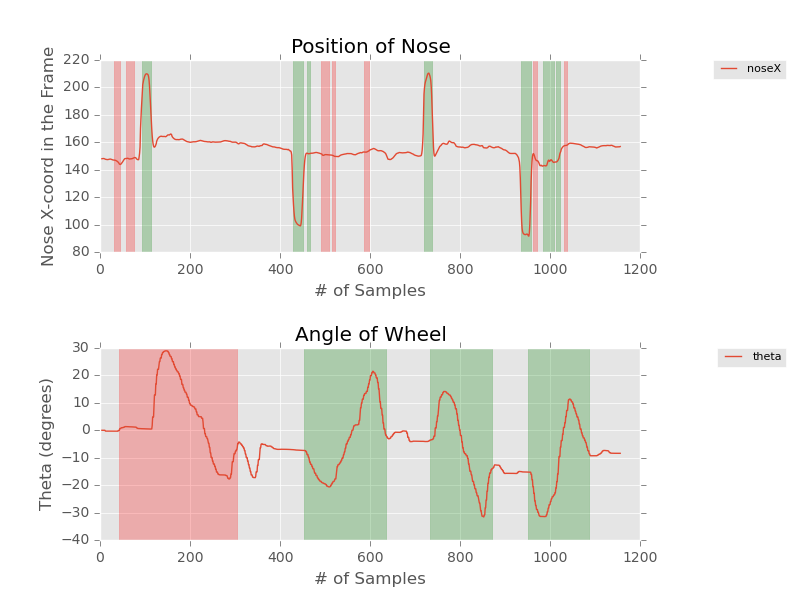 Position of Nose
220
200
180
160
140
120
100
80
Nose X-coord in the Frame
0 200 400 600 800 1000 1200
# of Samples
noseX
Angle of Wheel
30
20
10
0
−10
−20
−30
−40
Theta (degrees)
0 200 400 600 800 1000 1200
# of Samples
theta